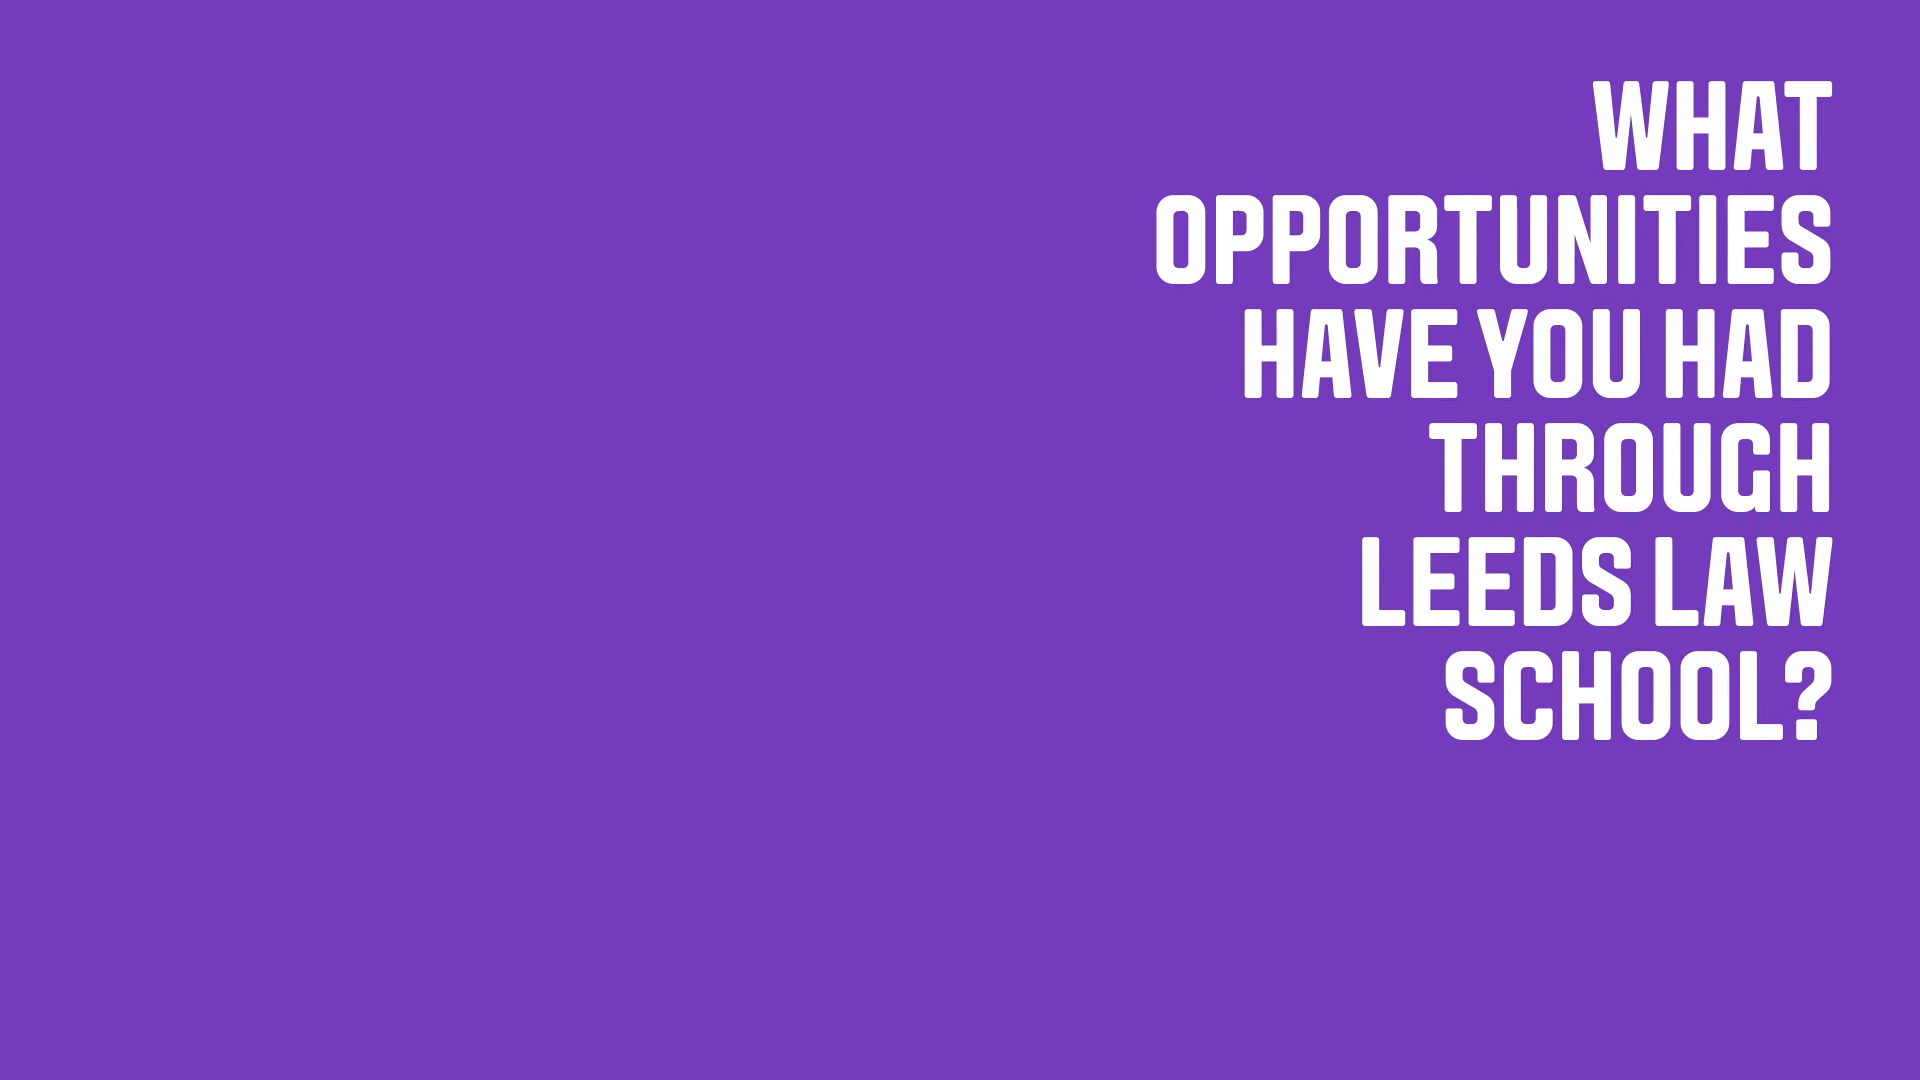 WHAT
OPPORTUNITIES
HAVE YOU HAD
THROUGH
LEEDS LAW
SCHOOL?